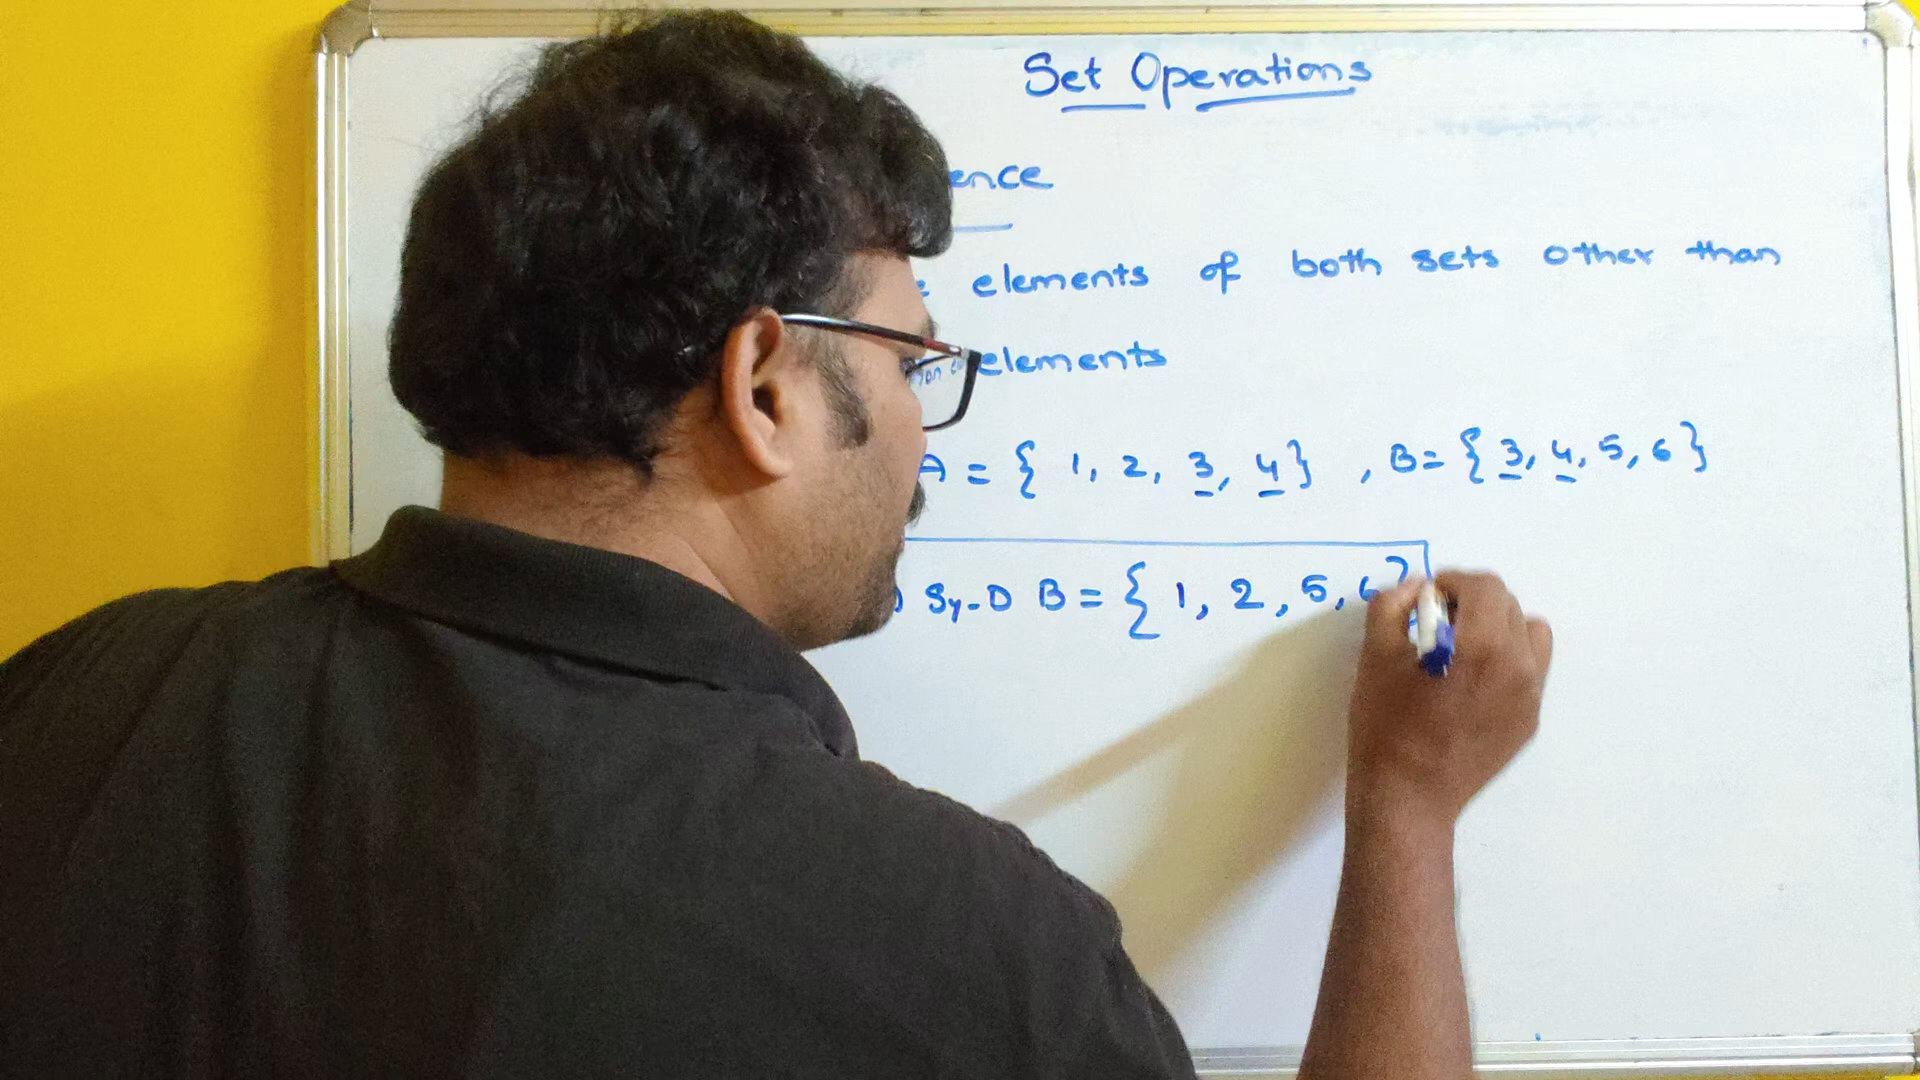 Set Operations
ence
elements of both sets other than
elements
A = { 1, 2, 3, 4 } , B = { 3, 4, 5, 6 }
Sy-D B = { 1, 2, 5, 6 }